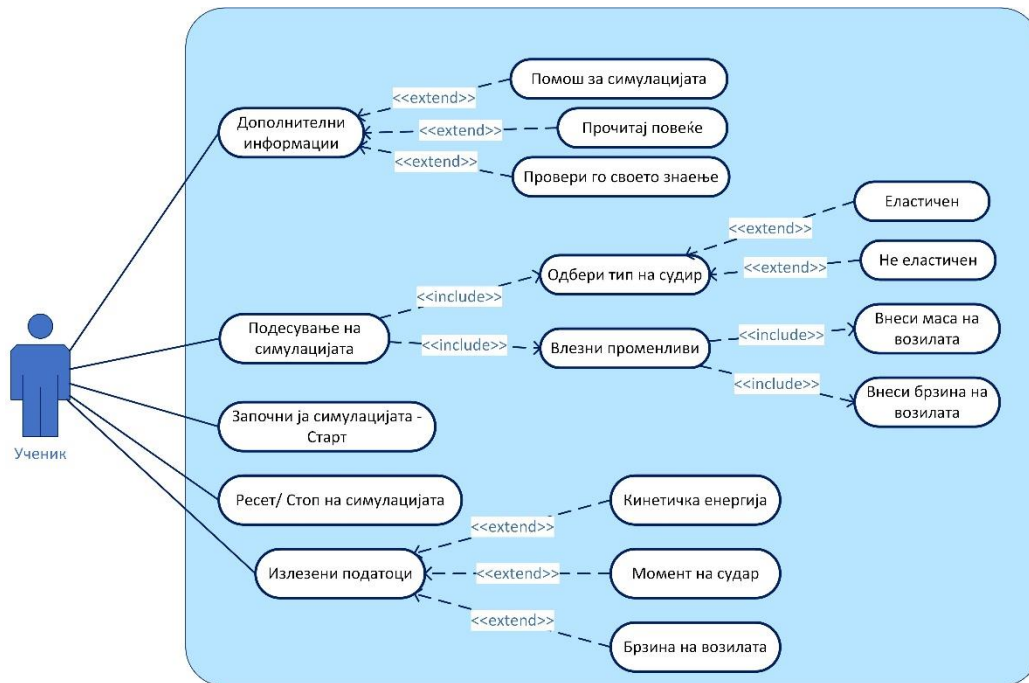 Помош за симулацијата
<<extend>>
Дополнителни
информации
<<extend>>
Прочитај повеќе
<<extend>>
Провери го своето знаење
Еластичен
<<extend>>
Одбери тип на судир
<<extend>>
Не еластичен
<<include>>
Подесување на
симулацијата
<<include>>
Влезни променливи
<<include>>
Внеси маса на
возилата
<<include>>
Внеси брзина на
возилата
Започни ја симулацијата -
Старт
Ученик
Ресет/ Стоп на симулацијата
Кинетичка енергија
<<extend>>
Излезени податоци
<<extend>>
Момент на судар
<<extend>>
Брзина на возилата